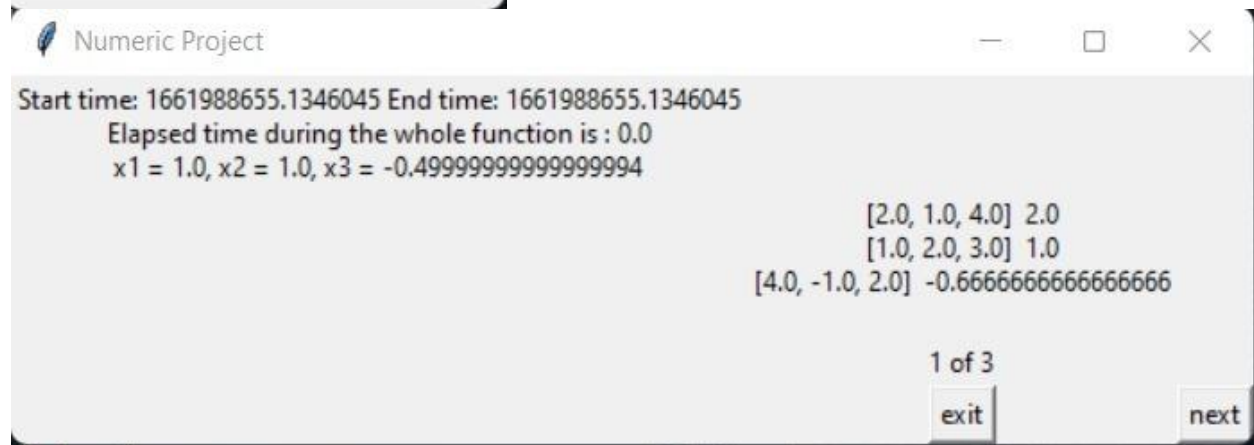 Numeric Project
Start time: 1661988655.1346045 End time: 1661988655.1346045
Elapsed time during the whole function is : 0.0
x1 = 1.0, x2 = 1.0, x3 = -0.49999999999999994
[2.0, 1.0, 4.0] 2.0
[1.0, 2.0, 3.0] 1.0
[4.0, -1.0, 2.0] -0.6666666666666666
1 of 3
exit next